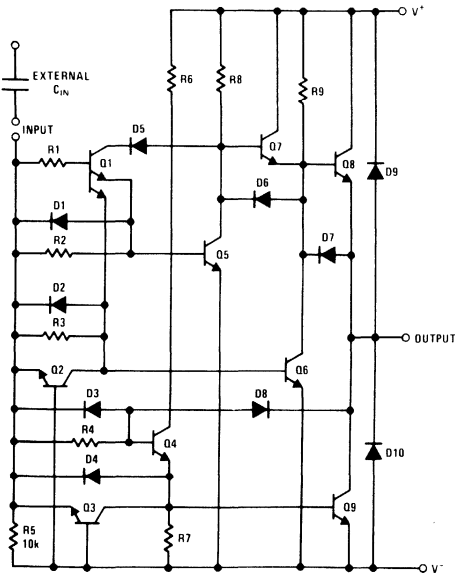 V+
R6
R8
R9
EXTERNAL
CIN
INPUT
D5
Q7
Q8
R1
Q1
D9
D6
D1
R2
Q5
D7
D2
R3
OUTPUT
Q2
Q6
D3
D8
R4
Q4
D10
D4
Q3
Q9
R5
10k
R7
V-